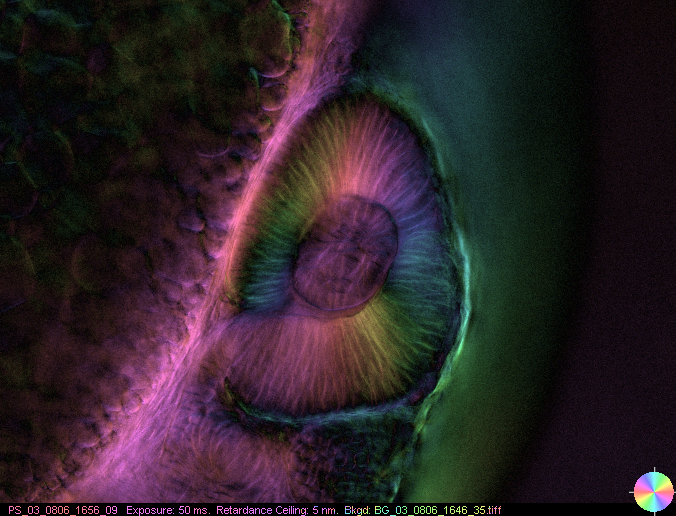 PS_03_0806_1656_09 Exposure: 50 ms. Retardance Ceiling: 5 nm. Bkgd: BG_03_0806_1646_35.tiff